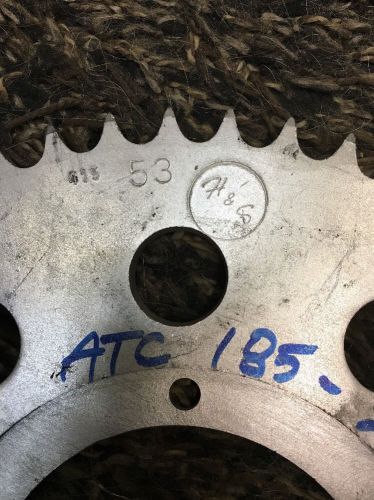 53
H & S
ATC 185-